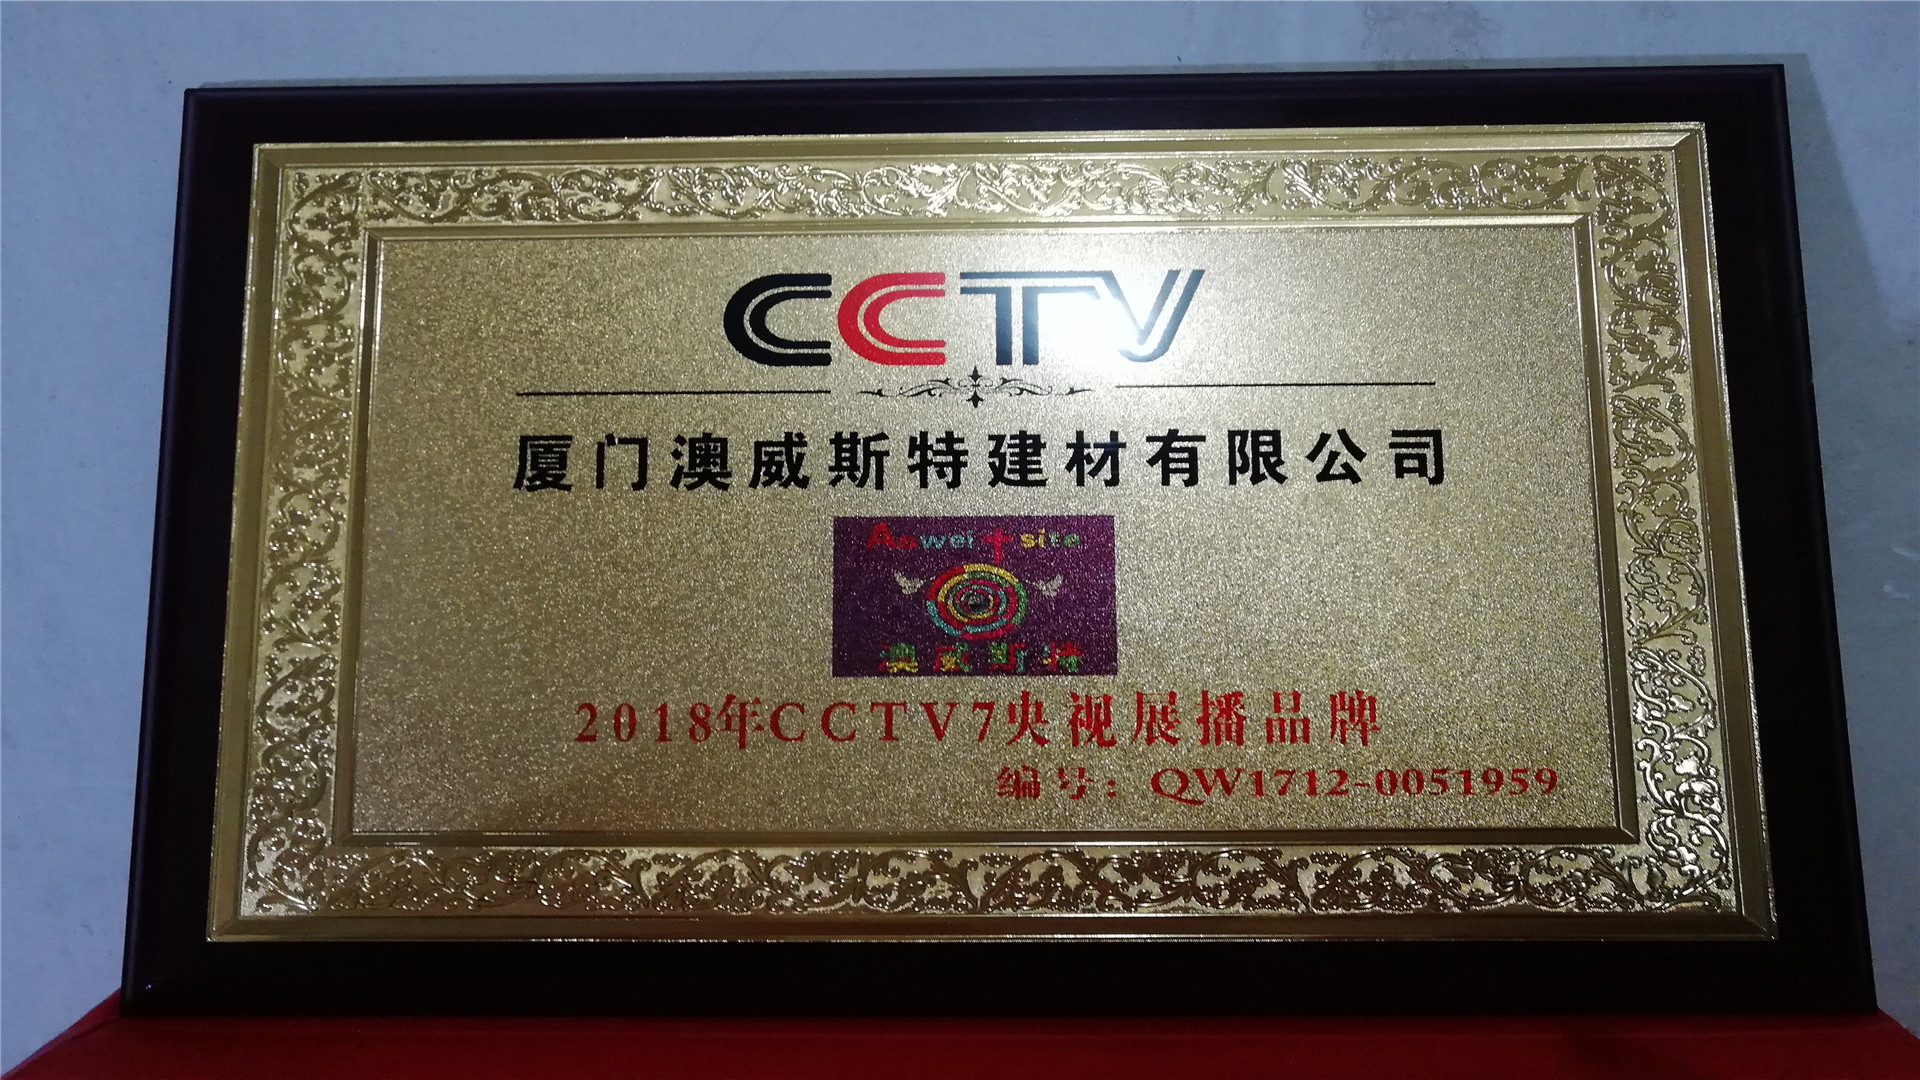 CCTV
厦门澳威斯特建材有限公司
Aowei†site
澳威斯特
2018年CCTV7央视展播品牌
编号：QW1712-0051959